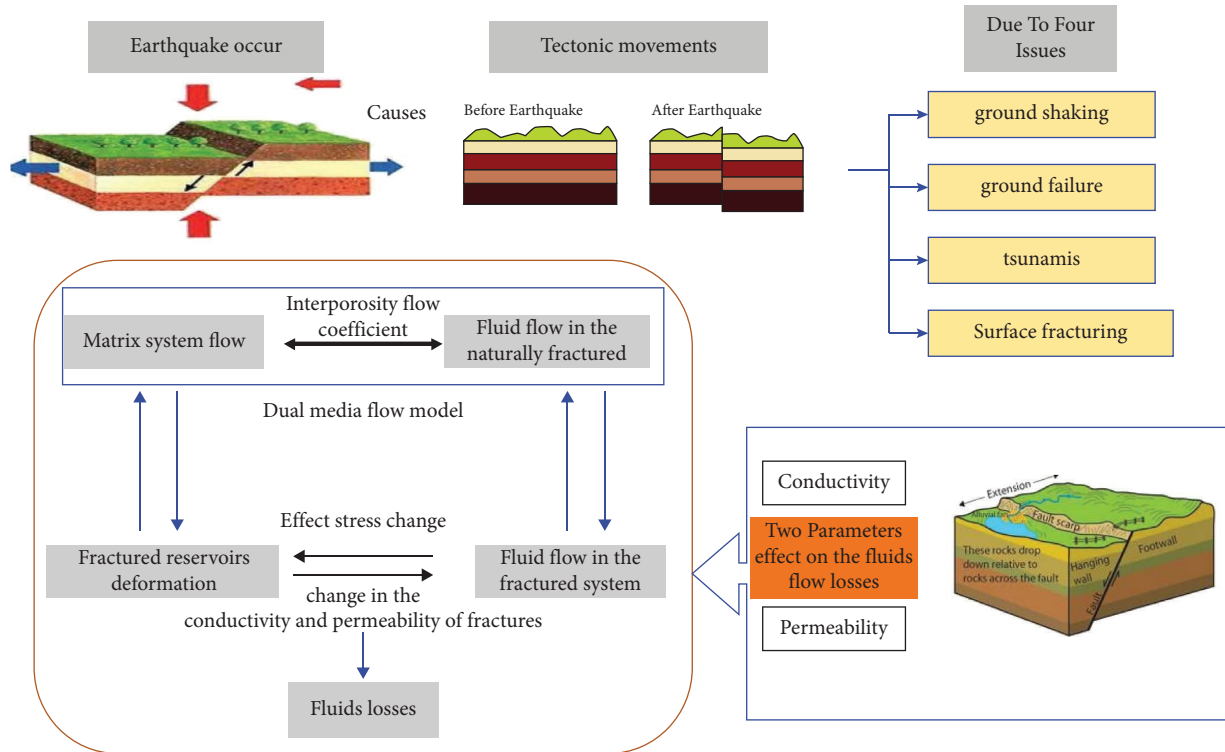 Earthquake occur
Tectonic movements
Due To Four
Issues
Causes
Before Earthquake
After Earthquake
ground shaking
ground failure
tsunamis
Surface fracturing
Matrix system flow
Interporosity flow
coefficient
Fluid flow in the
naturally fractured
Dual media flow model
Fractured reservoirs
deformation
Effect stress change
change in the
conductivity and permeability of fractures
Fluid flow in the
fractured system
Fluids losses
Conductivity
Two Parameters
effect on the fluids
flow losses
Permeability
Extension
Alluvial fan
Fault scarp
These rocks drop
down relative to
rocks across the fault
Hanging
wall
Fault
Footwall